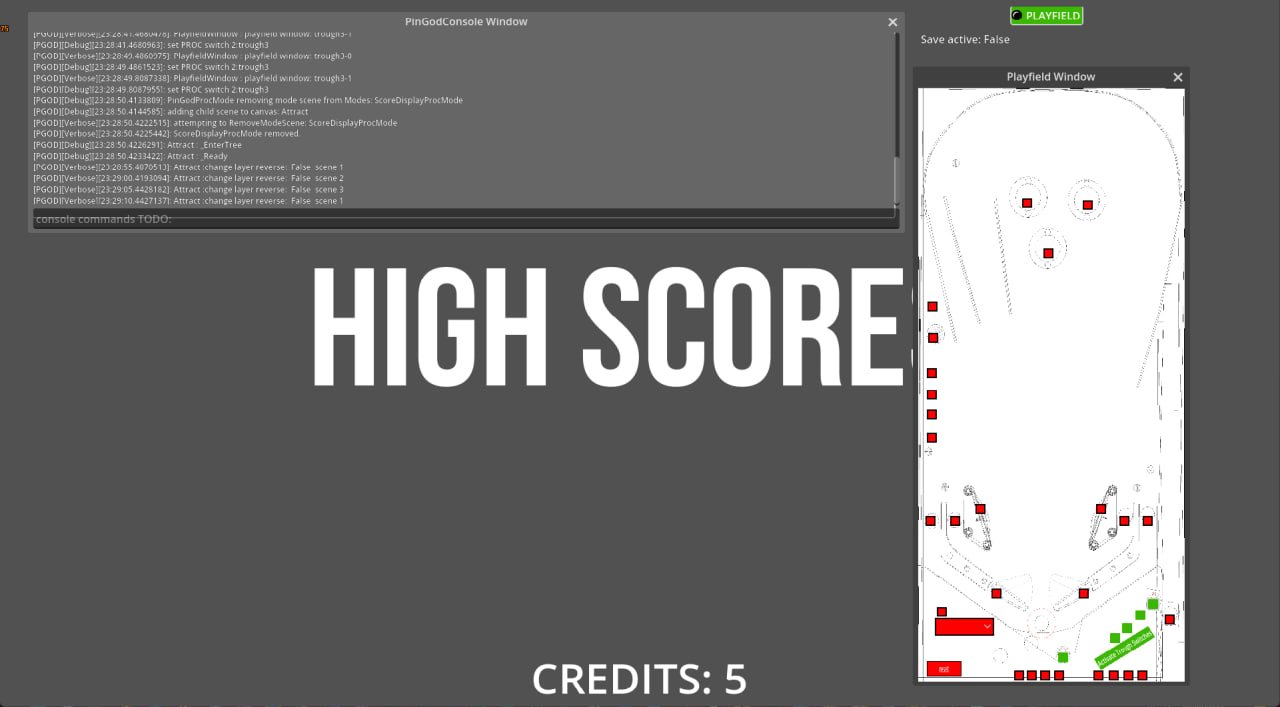 75
PinGodConsole Window
[PGOD][Verbose][23:28:41.4680478]: PlayfieldWindow : playfield window: trough3-1
[PGOD][Debug][23:28:41.4680963]: set PROC switch 2:trough3
[PGOD][Verbose][23:28:49.4860975]: PlayfieldWindow : playfield window: trough3-0
[PGOD][Debug][23:28:49.4861523]: set PROC switch 2:trough3
[PGOD][Verbose][23:28:49.8087338]: PlayfieldWindow : playfield window: trough3-1
[PGOD][Debug][23:28:49.8087955]: set PROC switch 2:trough3
[PGOD][Debug][23:28:50.4133809]: PinGodProcMode removing mode scene from Modes: ScoreDisplayProcMode
[PGOD][Debug][23:28:50.4144585]: adding child scene to canvas: Attract
[PGOD][Verbose][23:28:50.4222515]: attempting to RemoveModeScene: ScoreDisplayProcMode
[PGOD][Verbose][23:28:50.4225442]: ScoreDisplayProcMode removed.
[PGOD][Debug][23:28:50.4226291]: Attract : _EnterTree
[PGOD][Debug][23:28:50.4233422]: Attract : _Ready
[PGOD][Verbose][23:28:55.4070513]: Attract :change layer reverse: False scene 1
[PGOD][Verbose][23:29:00.4193094]: Attract :change layer reverse: False scene 2
[PGOD][Verbose][23:29:05.4428182]: Attract :change layer reverse: False scene 3
[PGOD][Verbose][23:29:10.4427137]: Attract :change layer reverse: False scene 1
console commands TODO:
PLAYFIELD
Save active: False
Playfield Window
HIGH SCORE
Activate Trough Switches
CREDITS: 5